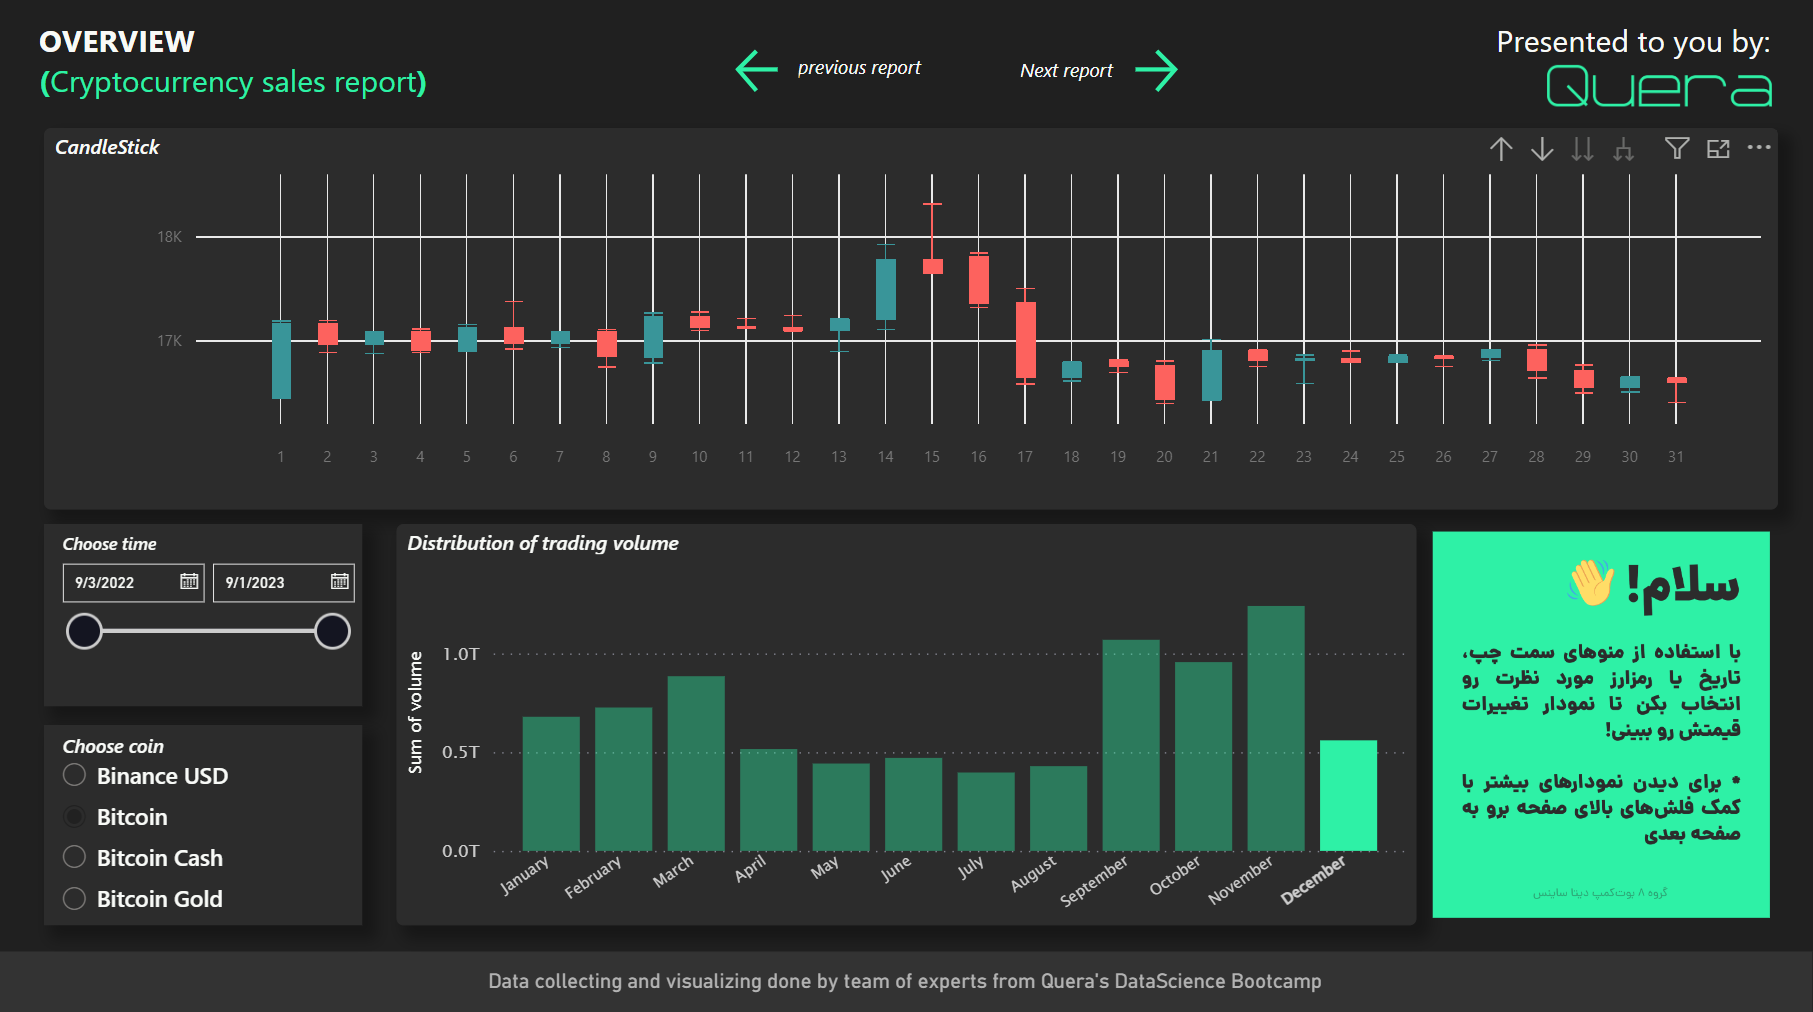 OVERVIEW
(Cryptocurrency sales report)
previous report
Next report
Presented to you by:
Quera
CandleStick
18K
17K
1 2 3 4 5 6 7 8 9 10 11 12 13 14 15 16 17 18 19 20 21 22 23 24 25 26 27 28 29 30 31
Choose time
9/3/2022
9/1/2023
Choose coin
Binance USD
Bitcoin
Bitcoin Cash
Bitcoin Gold
Distribution of trading volume
Sum of volume
1.0T
0.5T
0.0T
January February March April May June July August September October November December
سلام! 👋
با استفاده از منوهای سمت چپ،
تاریخ یا رمزارز مورد نظرت رو
انتخاب بکن تا نمودار تغییرات
قیمتش رو ببینی!
* برای دیدن نمودارهای بیشتر با
کمک فلش‌های بالای صفحه برو به
صفحه بعدی
گروه ۸ بوت‌کمپ دیتا ساینس
Data collecting and visualizing done by team of experts from Quera's DataScience Bootcamp